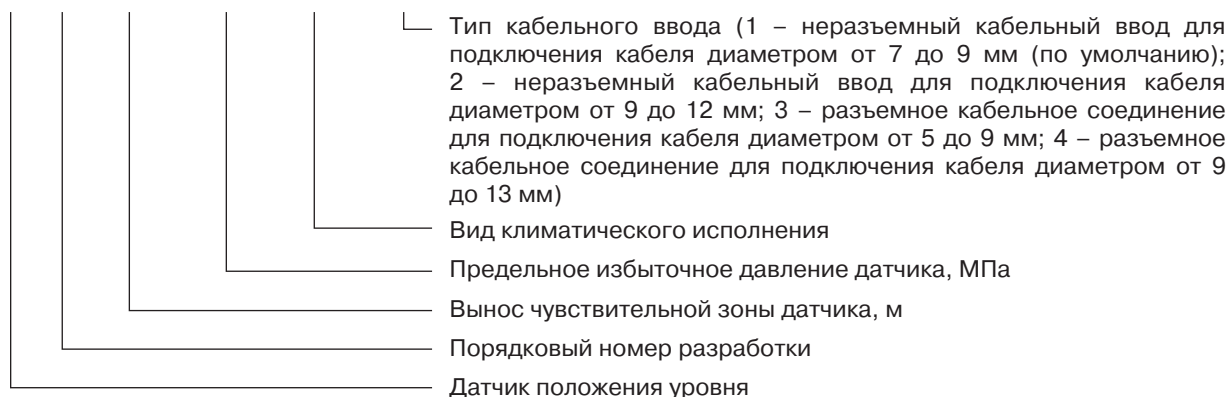 Тип кабельного ввода (1 – неразъемный кабельный ввод для
подключения кабеля диаметром от 7 до 9 мм (по умолчанию);
2 – неразъемный кабельный ввод для подключения кабеля
диаметром от 9 до 12 мм; 3 – разъемное кабельное соединение
для подключения кабеля диаметром от 5 до 9 мм; 4 – разъемное
кабельное соединение для подключения кабеля диаметром от 9
до 13 мм)
Вид климатического исполнения
Предельное избыточное давление датчика, МПа
Вынос чувствительной зоны датчика, м
Порядковый номер разработки
Датчик положения уровня